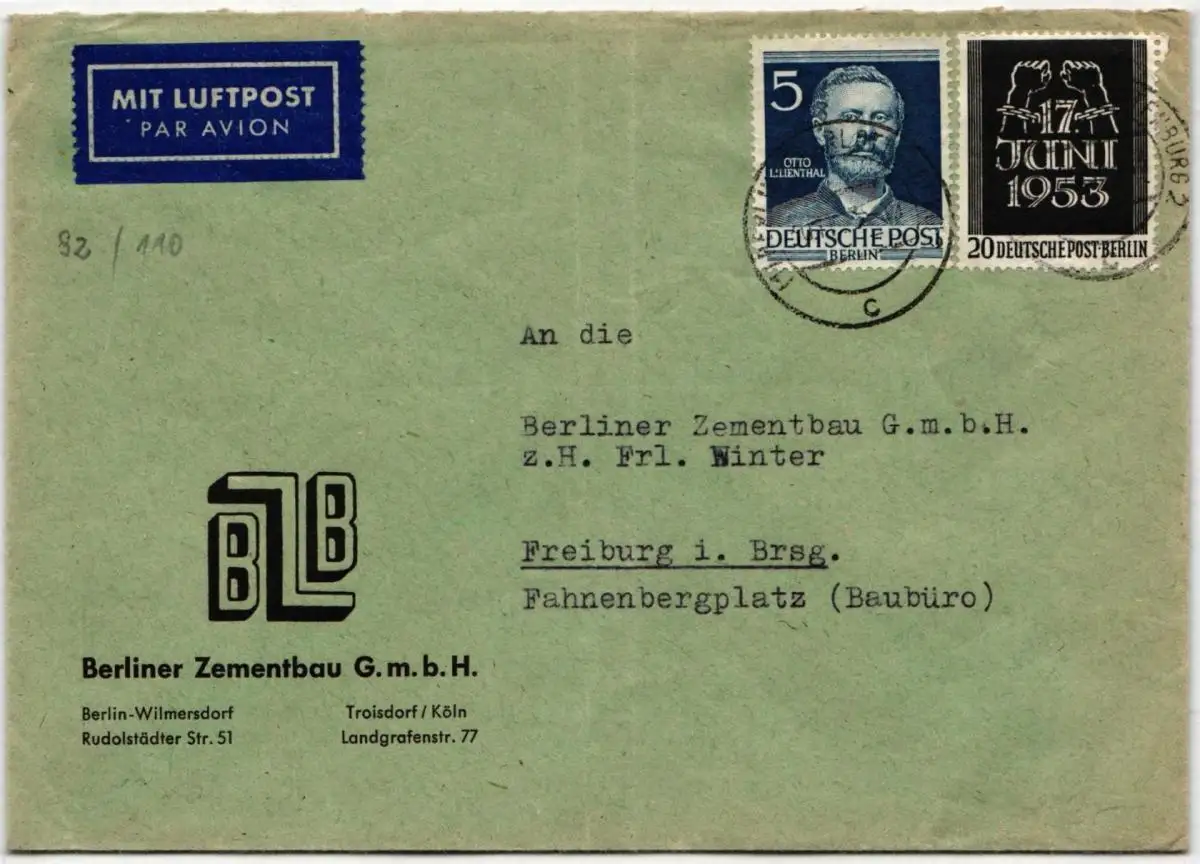 MIT LUFTPOST
PAR AVION
5
OTTO
LILIENTHAL
DEUTSCHE POST
BERLIN
17.
JUNI
1953
20 DEUTSCHE POST·BERLIN
C
92 / 110
An die
Berliner Zementbau G.m.b.H.
z.H. Frl. Winter
Freiburg i. Brsg.
Fahnenbergplatz (Baubüro)
BZB
Berliner Zementbau G.m.b.H.
Berlin-Wilmersdorf
Rudolstädter Str. 51
Troisdorf / Köln
Landgrafenstr. 77